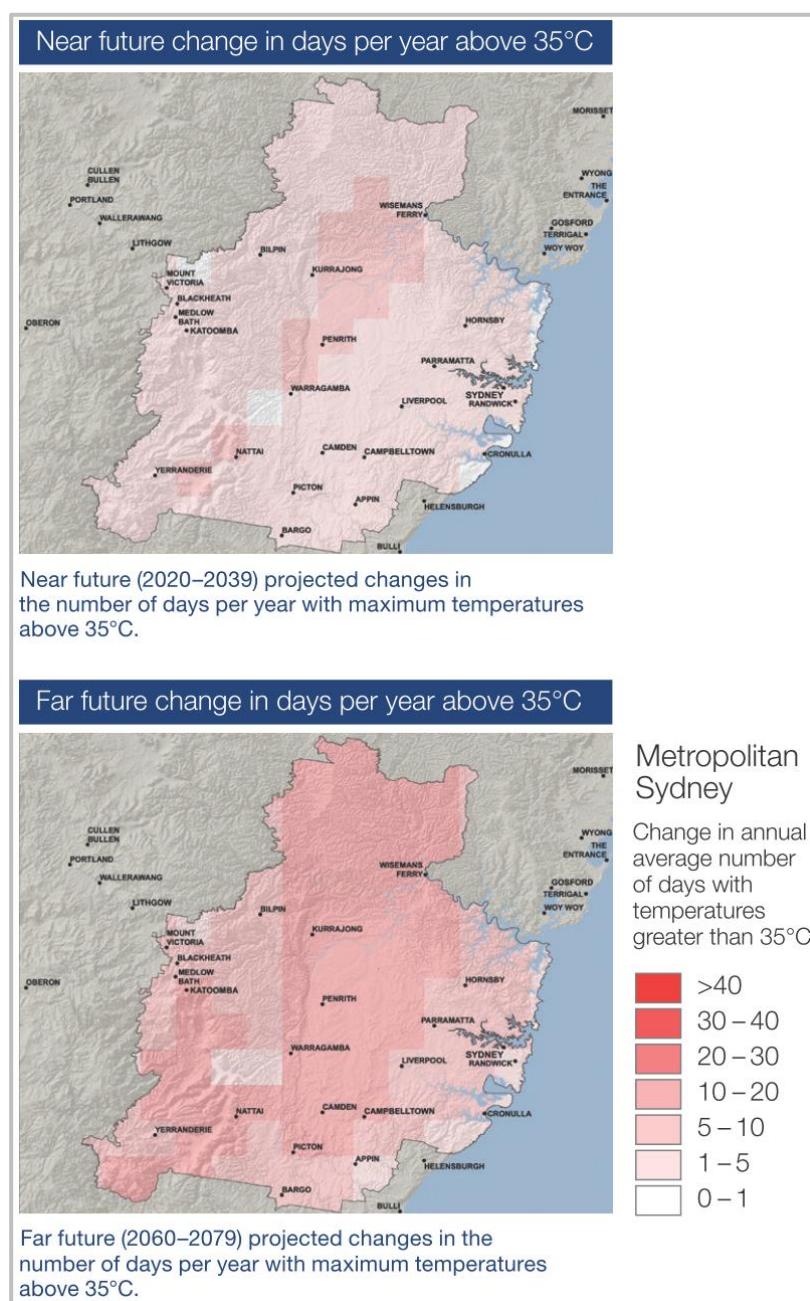 Near future change in days per year above 35°C
MORISSET
CULLEN
BULLEN
PORTLAND
WYONG
THE
ENTRANCE
WISEMANS
FERRY
WALLERAWANG
GOSFORD
TERRIGAL
LITHGOW
BILPIN
WOY WOY
KURRAJONG
MOUNT
VICTORIA
BLACKHEATH
MEDLOW
BATH
OBERON
HORNSBY
KATOOMBA
PENRITH
PARRAMATTA
WARRAGAMBA
SYDNEY
LIVERPOOL
RANDWICK
NATTAI
CAMDEN
CAMPBELLTOWN
CRONULLA
YERRANDERIE
PICTON
APPIN
HELENSBURGH
BARGO
BULLI
Near future (2020–2039) projected changes in
the number of days per year with maximum temperatures
above 35°C.
Far future change in days per year above 35°C
MORISSET
CULLEN
BULLEN
PORTLAND
WYONG
THE
ENTRANCE
WISEMANS
FERRY
WALLERAWANG
GOSFORD
TERRIGAL
LITHGOW
BILPIN
WOY WOY
KURRAJONG
MOUNT
VICTORIA
BLACKHEATH
MEDLOW
BATH
OBERON
HORNSBY
KATOOMBA
PENRITH
PARRAMATTA
WARRAGAMBA
SYDNEY
LIVERPOOL
RANDWICK
NATTAI
CAMDEN
CAMPBELLTOWN
CRONULLA
YERRANDERIE
PICTON
APPIN
HELENSBURGH
BARGO
BULLI
Far future (2060–2079) projected changes in the
number of days per year with maximum temperatures
above 35°C.
Metropolitan
Sydney
Change in annual
average number
of days with
temperatures
greater than 35°C
>40
30 – 40
20 – 30
10 – 20
5 – 10
1 – 5
0 – 1